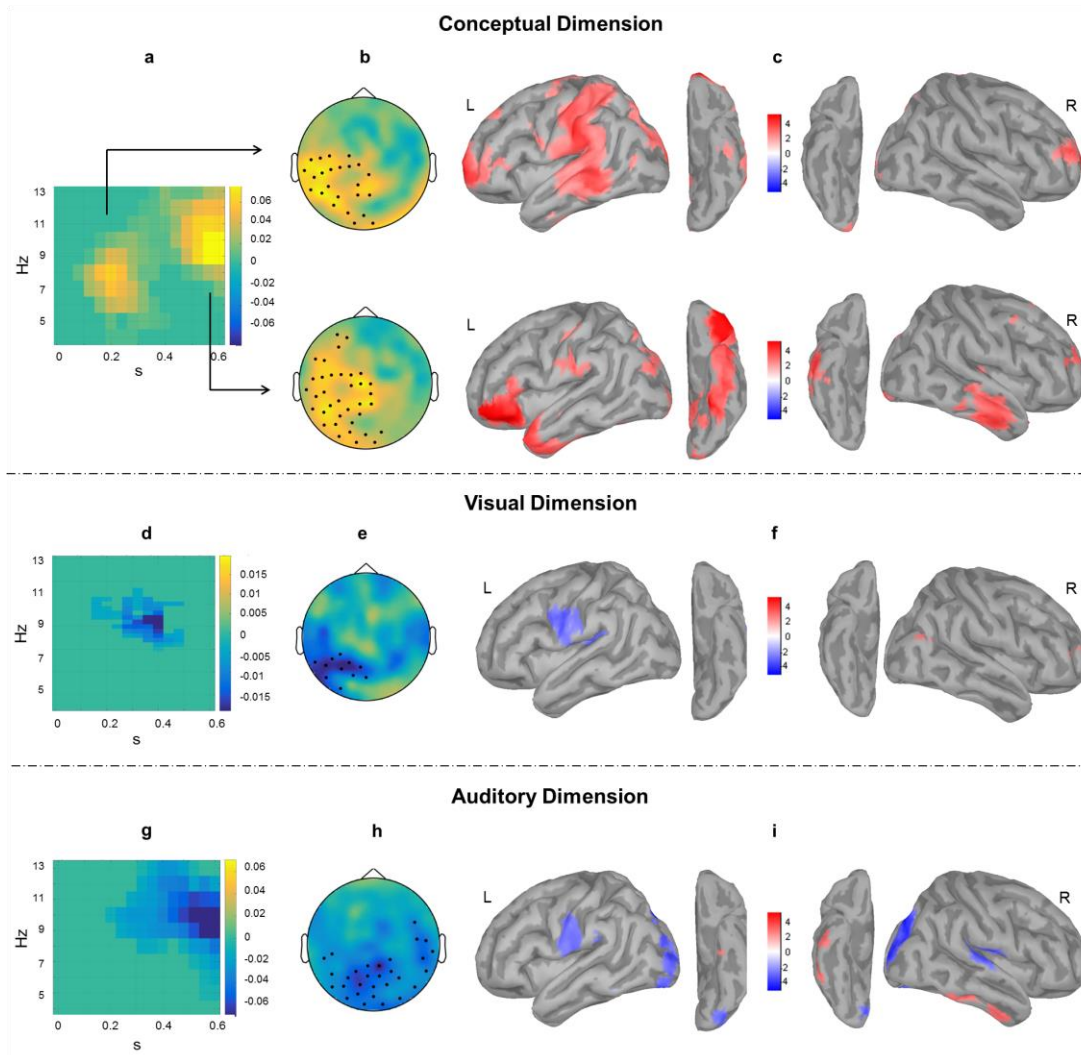 Conceptual Dimension
a b c
L R
13
11
9
7
5
Hz
0 0.2 0.4 0.6
s
0.06
0.04
0.02
0
-0.02
-0.04
-0.06
4
2
0
2
4
L R
4
2
0
2
4
Visual Dimension
d e f
13
11
9
7
5
Hz
0 0.2 0.4 0.6
s
0.015
0.01
0.005
0
-0.005
-0.01
-0.015
L R
4
2
0
2
4
Auditory Dimension
g h i
13
11
9
7
5
Hz
0 0.2 0.4 0.6
s
0.06
0.04
0.02
0
-0.02
-0.04
-0.06
L R
4
2
0
2
4